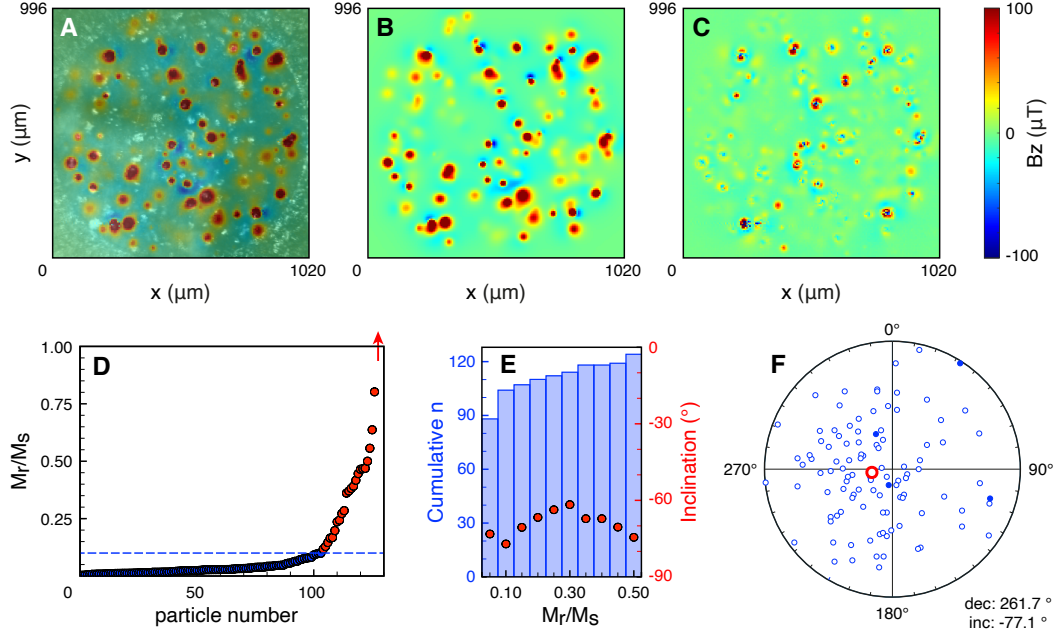 996
A
y (µm)
0
1020
x (µm)
996
B
0
1020
x (µm)
996
C
0
1020
x (µm)
100
0
-100
Bz (µT)
D
1.00
0.75
0.50
0.25
0
50
100
Mr/Ms
particle number
E
120
90
60
30
0
Cumulative n
0
-30
-60
-90
Inclination (°)
0.10
0.30
0.50
Mr/Ms
F
0°
270°
90°
180°
dec: 261.7 °
inc: -77.1 °